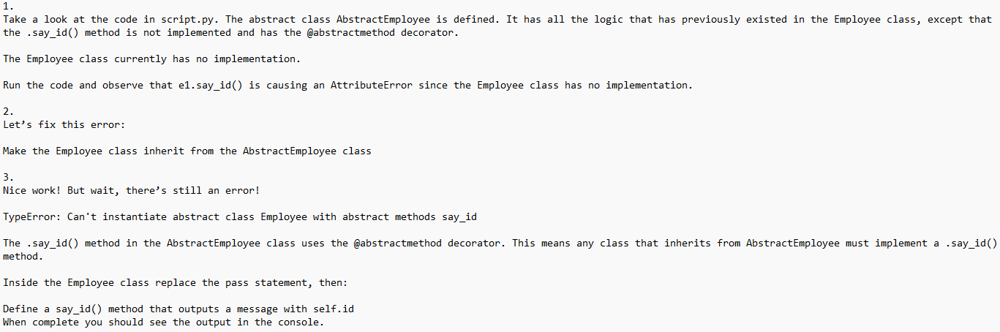 1.
Take a look at the code in script.py. The abstract class AbstractEmployee is defined. It has all the logic that has previously existed in the Employee class, except that
the .say_id() method is not implemented and has the @abstractmethod decorator.
The Employee class currently has no implementation.
Run the code and observe that e1.say_id() is causing an AttributeError since the Employee class has no implementation.
2.
Let’s fix this error:
Make the Employee class inherit from the AbstractEmployee class
3.
Nice work! But wait, there’s still an error!
TypeError: Can't instantiate abstract class Employee with abstract methods say_id
The .say_id() method in the AbstractEmployee class uses the @abstractmethod decorator. This means any class that inherits from AbstractEmployee must implement a .say_id()
method.
Inside the Employee class replace the pass statement, then:
Define a say_id() method that outputs a message with self.id
When complete you should see the output in the console.